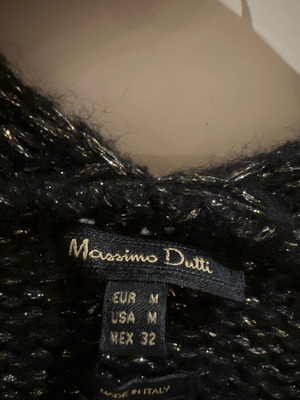 Massimo Dutti
EUR M
USA M
MEX 32
MADE IN ITALY